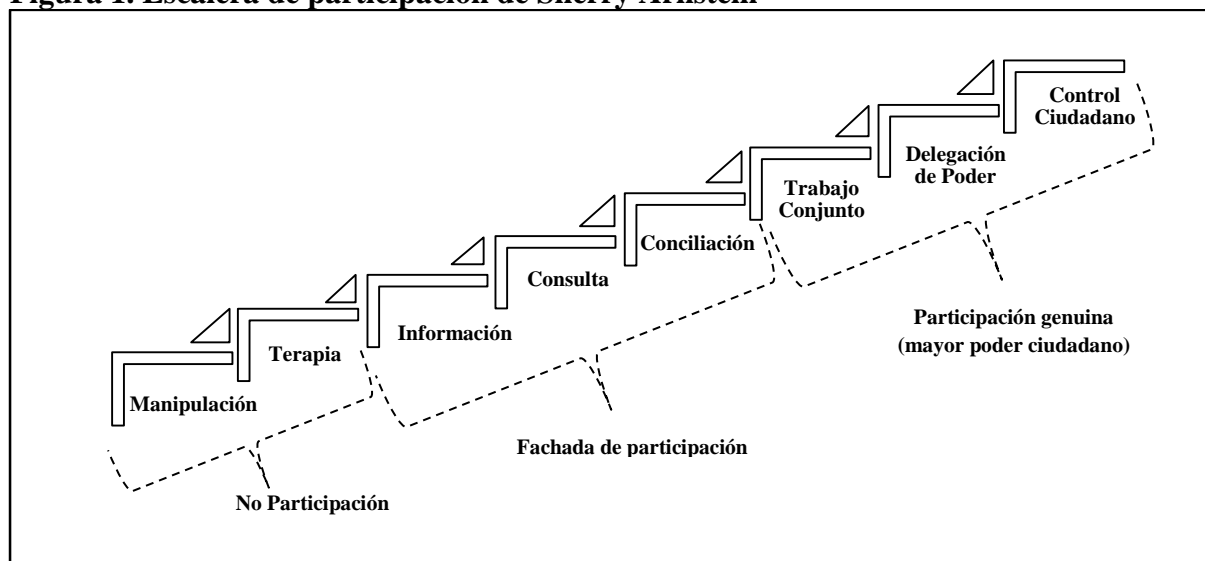 Figura 1. Escalera de participación de Sherry Arnstein
Control
Ciudadano
Delegación
de Poder
Trabajo
Conjunto
Conciliación
Consulta
Información
Terapia
Manipulación
Participación genuina
(mayor poder ciudadano)
Fachada de participación
No Participación